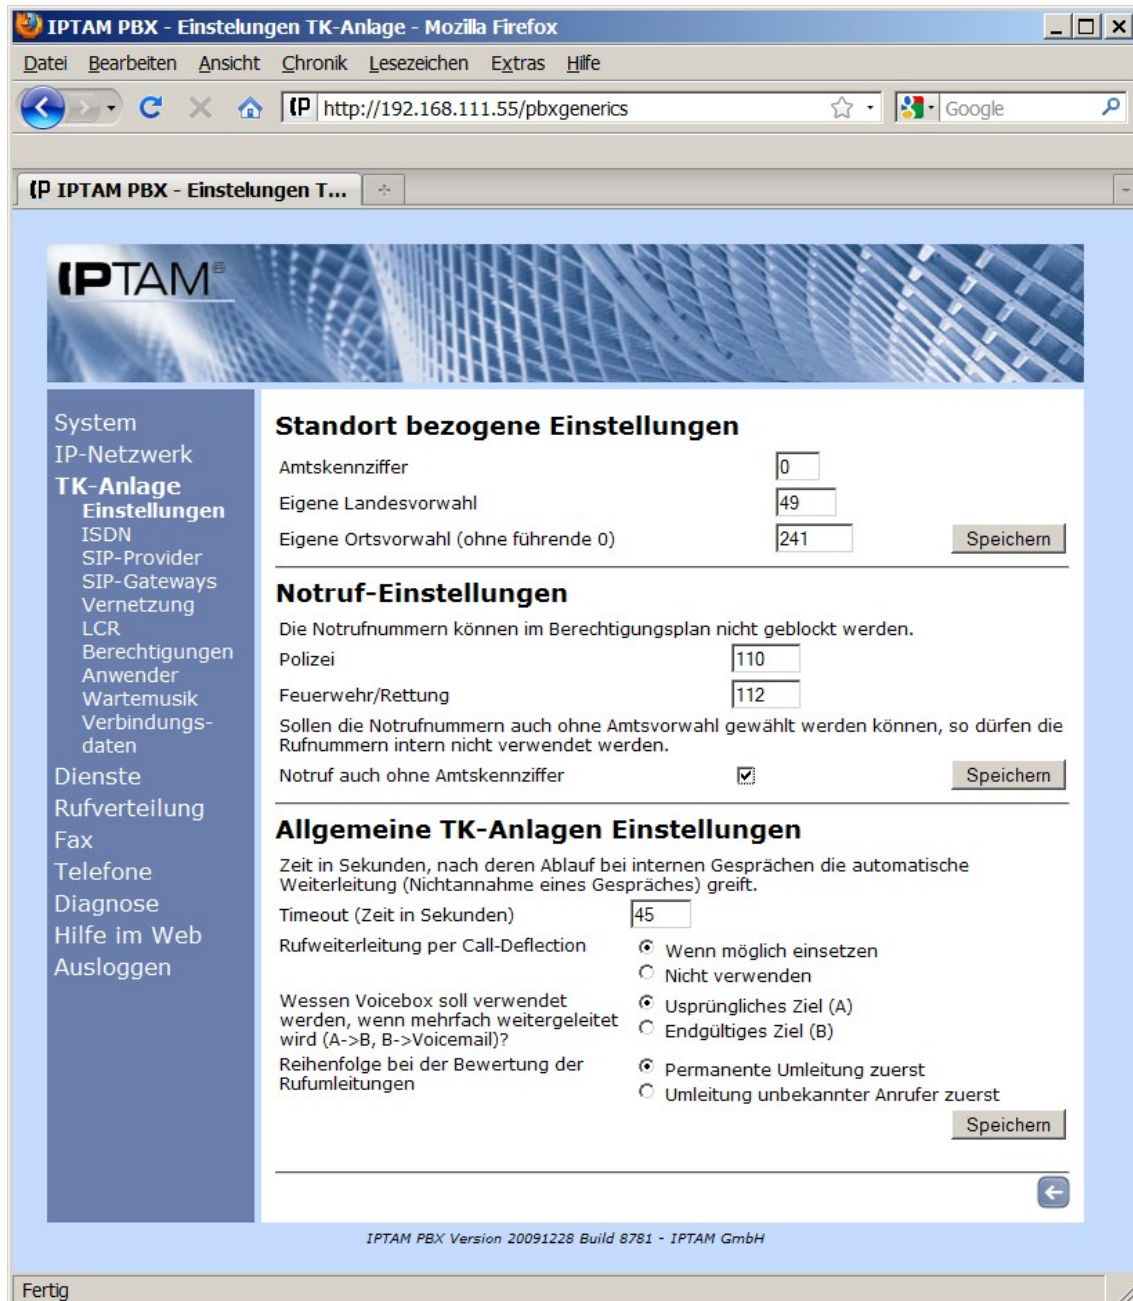 IPTAM PBX - Einstelungen TK-Anlage - Mozilla Firefox
Datei Bearbeiten Ansicht Chronik Lesezeichen Extras Hilfe
(P http://192.168.111.55/pbxgenerics Google
(P IPTAM PBX - Einstelungen T...
IPTAM®
System
IP-Netzwerk
TK-Anlage
Einstellungen
ISDN
SIP-Provider
SIP-Gateways
Vernetzung
LCR
Berechtigungen
Anwender
Wartemusik
Verbindungs-
daten
Dienste
Rufverteilung
Fax
Telefone
Diagnose
Hilfe im Web
Ausloggen
Standort bezogene Einstellungen
Amtskennziffer 0
Eigene Landesvorwahl 49
Eigene Ortsvorwahl (ohne führende 0) 241 Speichern
Notruf-Einstellungen
Die Notrufnummern können im Berechtigungsplan nicht geblockt werden.
Polizei 110
Feuerwehr/Rettung 112
Sollen die Notrufnummern auch ohne Amtsvorwahl gewählt werden können, so dürfen die
Rufnummern intern nicht verwendet werden.
Notruf auch ohne Amtskennziffer Speichern
Allgemeine TK-Anlagen Einstellungen
Zeit in Sekunden, nach deren Ablauf bei internen Gesprächen die automatische
Weiterleitung (Nichtannahme eines Gespräches) greift.
Timeout (Zeit in Sekunden) 45
Rufweiterleitung per Call-Deflection Wenn möglich einsetzen
Nicht verwenden
Wessen Voicebox soll verwendet Usprüngliches Ziel (A)
werden, wenn mehrfach weitergeleitet Endgültiges Ziel (B)
wird (A->B, B->Voicemail)?
Reihenfolge bei der Bewertung der Permanente Umleitung zuerst
Rufumleitungen Umleitung unbekannter Anrufer zuerst
Speichern
IPTAM PBX Version 20091228 Build 8781 - IPTAM GmbH
Fertig